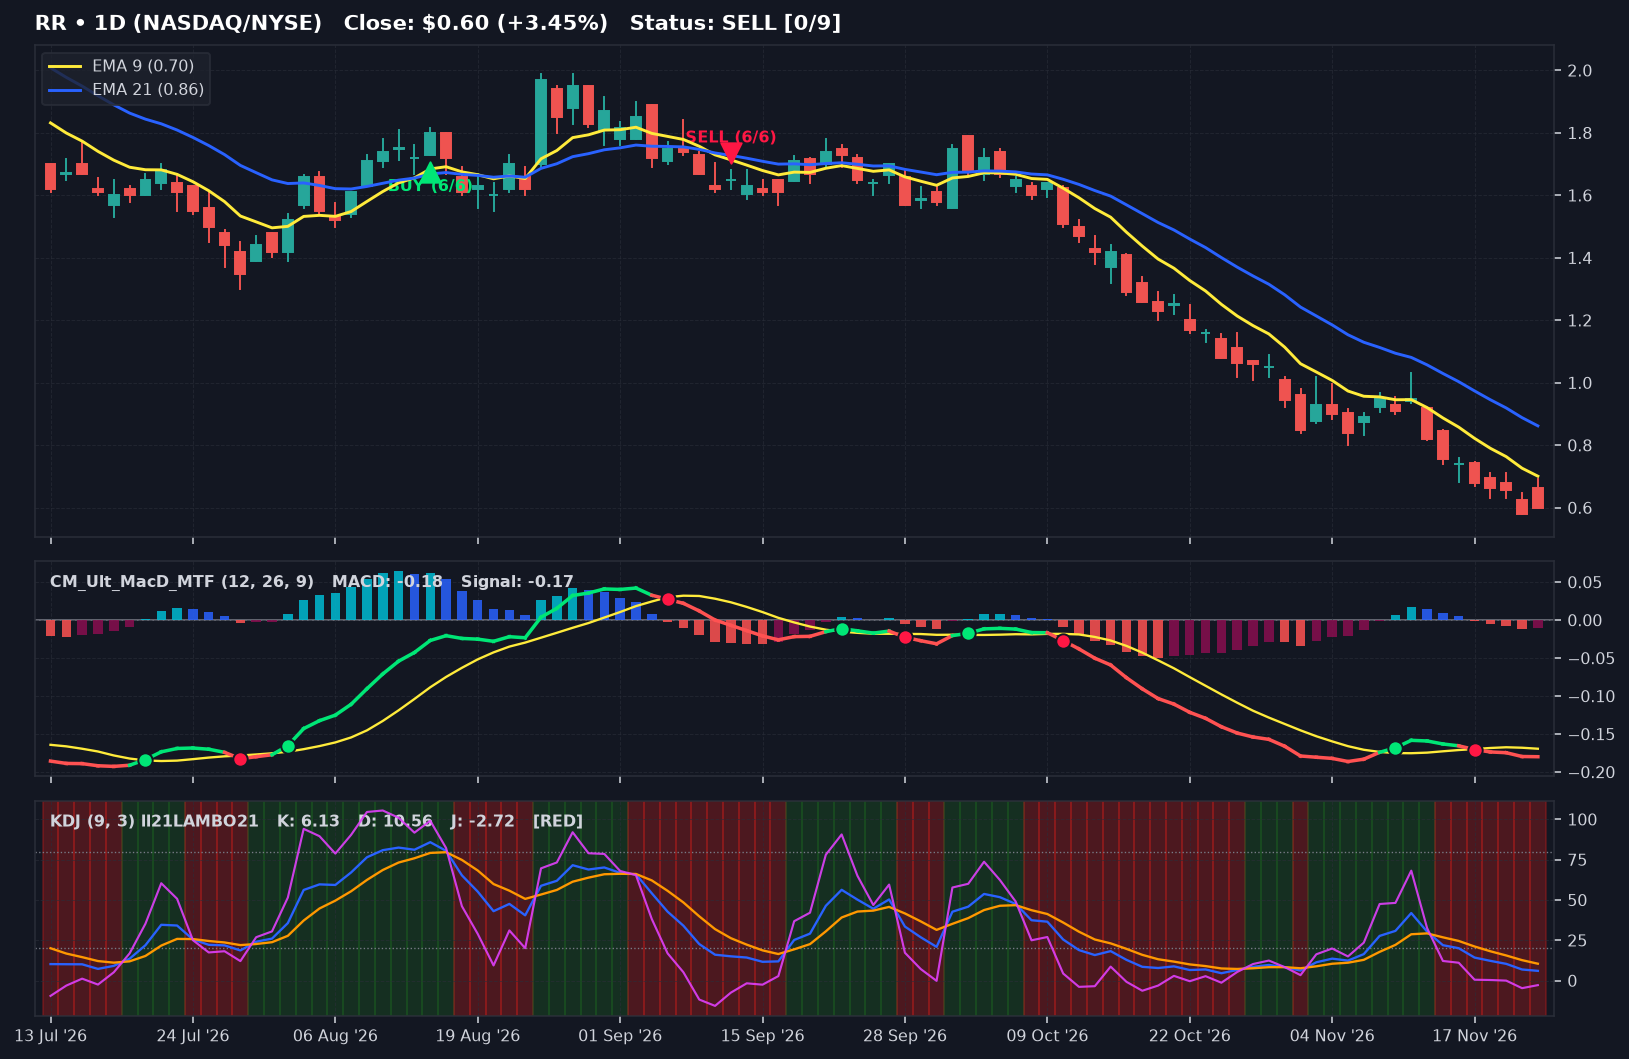 RR • 1D (NASDAQ/NYSE)   Close: $0.60 (+3.45%)   Status: SELL [0/9]
EMA 9 (0.70)
EMA 21 (0.86)
2.0
1.8
1.6
1.4
1.2
1.0
0.8
0.6
SELL (6/6)
BUY (6/6)
CM_Ult_MacD_MTF (12, 26, 9)   MACD: -0.18   Signal: -0.17
0.05
0.00
−0.05
−0.10
−0.15
−0.20
KDJ (9, 3) II21LAMBO21   K: 6.13   D: 10.56   J: -2.72   [RED]
100
75
50
25
0
13 Jul '26   24 Jul '26   06 Aug '26   19 Aug '26   01 Sep '26   15 Sep '26   28 Sep '26   09 Oct '26   22 Oct '26   04 Nov '26   17 Nov '26